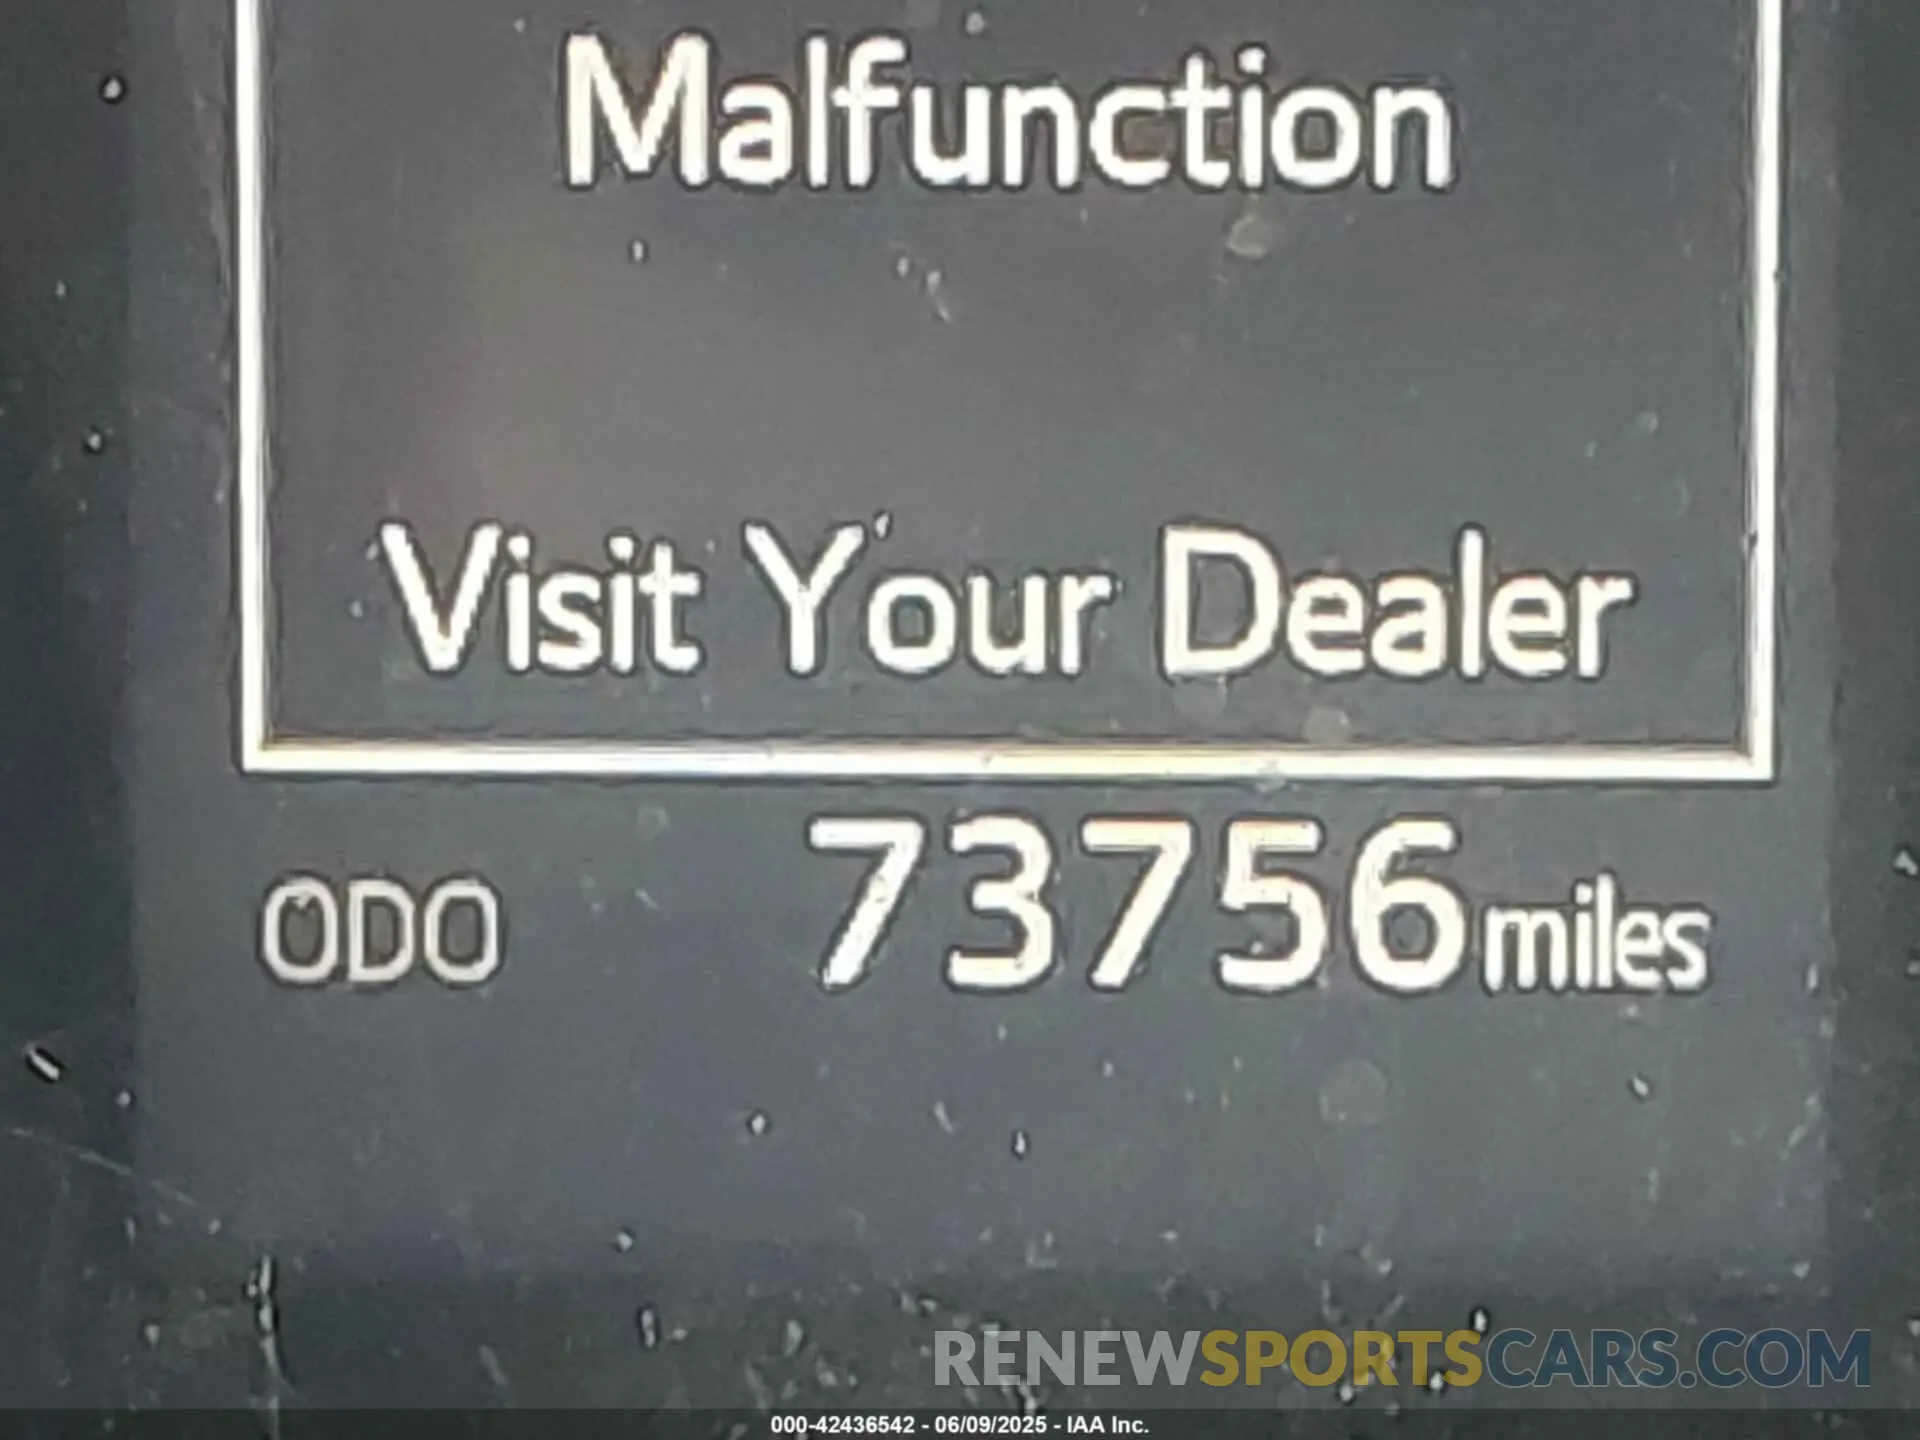 Malfunction
Visit Your Dealer
ODO 73756 miles
RENEWSPORTSCARS.COM
000-42436542 - 06/09/2025 - IAA Inc.